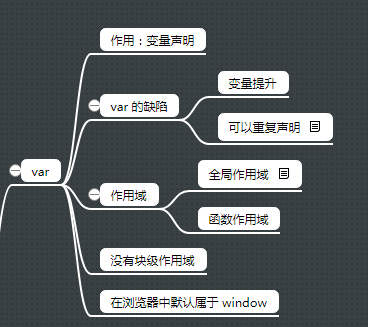 作用：变量声明
var 的缺陷
变量提升
可以重复声明
var
作用域
全局作用域
函数作用域
没有块级作用域
在浏览器中默认属于 window